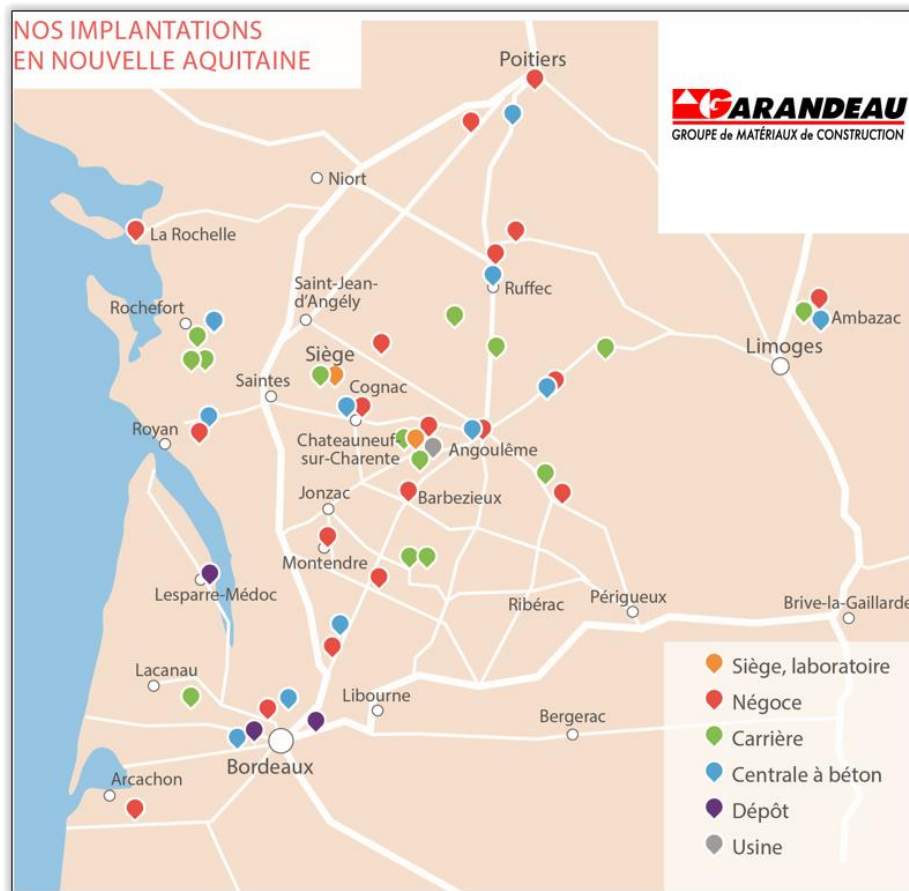 NOS IMPLANTATIONS
EN NOUVELLE AQUITAINE
GARANDEAU
GROUPE de MATÉRIAUX de CONSTRUCTION
Poitiers
Niort
La Rochelle
Saint-Jean-
d'Angély
Ruffec
Rochefort
Ambazac
Limoges
Siège
Saintes
Cognac
Royan
Chateauneuf-
sur-Charente
Angoulême
Jonzac
Barbezieux
Montendre
Lesparre-Médoc
Ribérac
Périgueux
Brive-la-Gaillarde
Lacanau
Libourne
Bergerac
Bordeaux
Arcachon
Siège, laboratoire
Négoce
Carrière
Centrale à béton
Dépôt
Usine